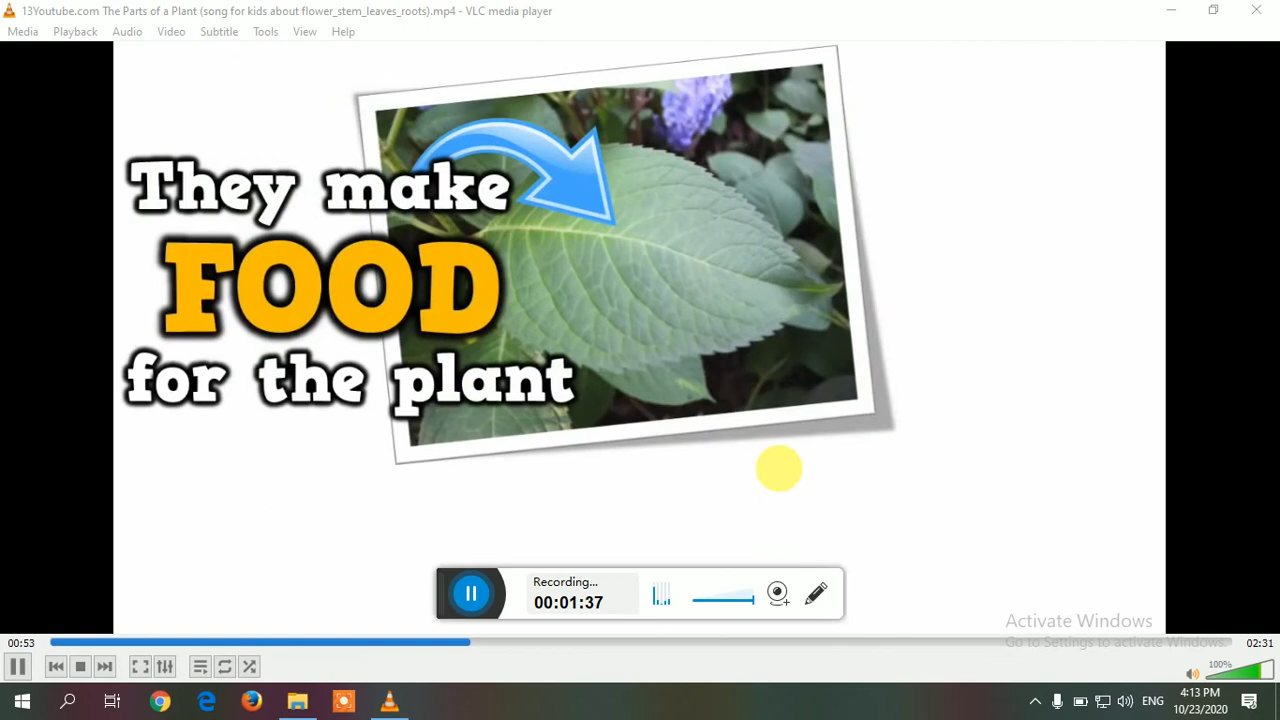 13Youtube.com The Parts of a Plant (song for kids about flower_stem_leaves_roots).mp4 - VLC media player
Media Playback Audio Video Subtitle Tools View Help
They make
FOOD
for the plant
Recording...
00:01:37
Activate Windows
Go to Settings to activate Windows.
00:53
02:31
100%
ENG
4:13 PM
10/23/2020